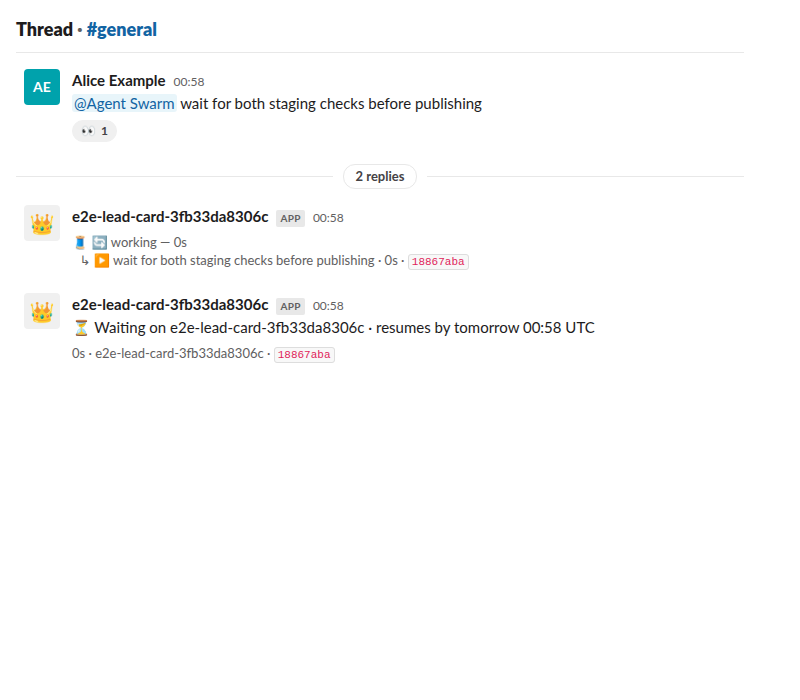 Thread · #general
AE
Alice Example 00:58
@Agent Swarm wait for both staging checks before publishing
👀 1
2 replies
e2e-lead-card-3fb33da8306c APP 00:58
🧵 🔄 working — 0s
↳ ▶️ wait for both staging checks before publishing · 0s · 18867aba
e2e-lead-card-3fb33da8306c APP 00:58
⏳ Waiting on e2e-lead-card-3fb33da8306c · resumes by tomorrow 00:58 UTC
0s · e2e-lead-card-3fb33da8306c · 18867aba